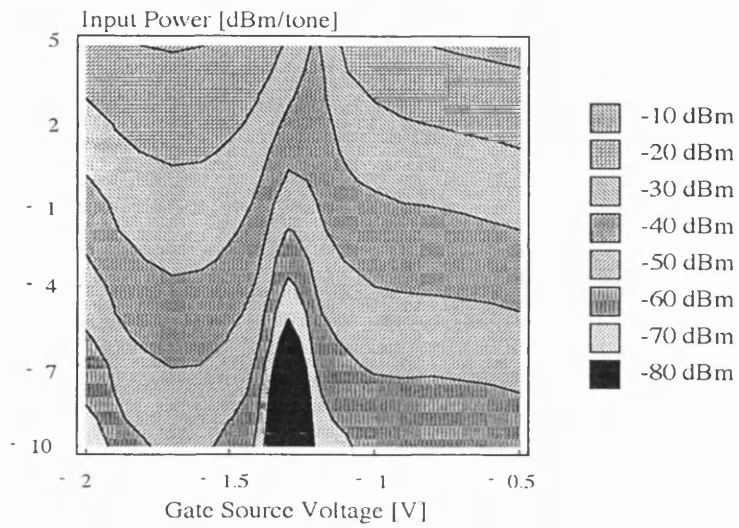 Input Power [dBm/tone]
5
2
- 1
- 4
- 7
- 10
- 2
- 1.5
- 1
- 0.5
Gate Source Voltage [V]
-10 dBm
-20 dBm
-30 dBm
-40 dBm
-50 dBm
-60 dBm
-70 dBm
-80 dBm